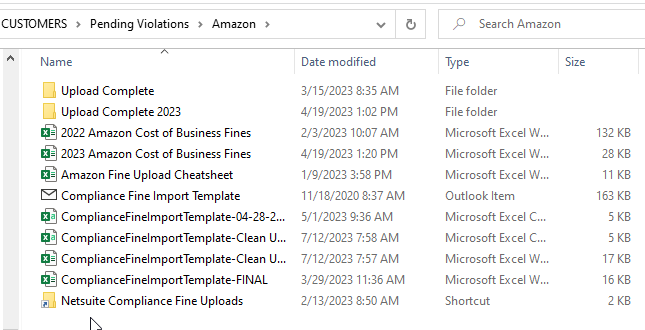 CUSTOMERS > Pending Violations > Amazon >
Search Amazon
Name Date modified Type Size
Upload Complete 3/15/2023 8:35 AM File folder
Upload Complete 2023 4/19/2023 1:02 PM File folder
2022 Amazon Cost of Business Fines 2/3/2023 10:07 AM Microsoft Excel W... 132 KB
2023 Amazon Cost of Business Fines 4/19/2023 1:20 PM Microsoft Excel W... 28 KB
Amazon Fine Upload Cheatsheet 1/9/2023 3:58 PM Microsoft Excel W... 11 KB
Compliance Fine Import Template 11/18/2020 8:37 AM Outlook Item 163 KB
ComplianceFineImportTemplate-04-28-2... 5/1/2023 9:36 AM Microsoft Excel C... 5 KB
ComplianceFineImportTemplate-Clean U... 7/12/2023 7:58 AM Microsoft Excel C... 5 KB
ComplianceFineImportTemplate-Clean U... 7/12/2023 7:57 AM Microsoft Excel W... 17 KB
ComplianceFineImportTemplate-FINAL 3/29/2023 11:36 AM Microsoft Excel W... 16 KB
Netsuite Compliance Fine Uploads 2/13/2023 8:50 AM Shortcut 2 KB